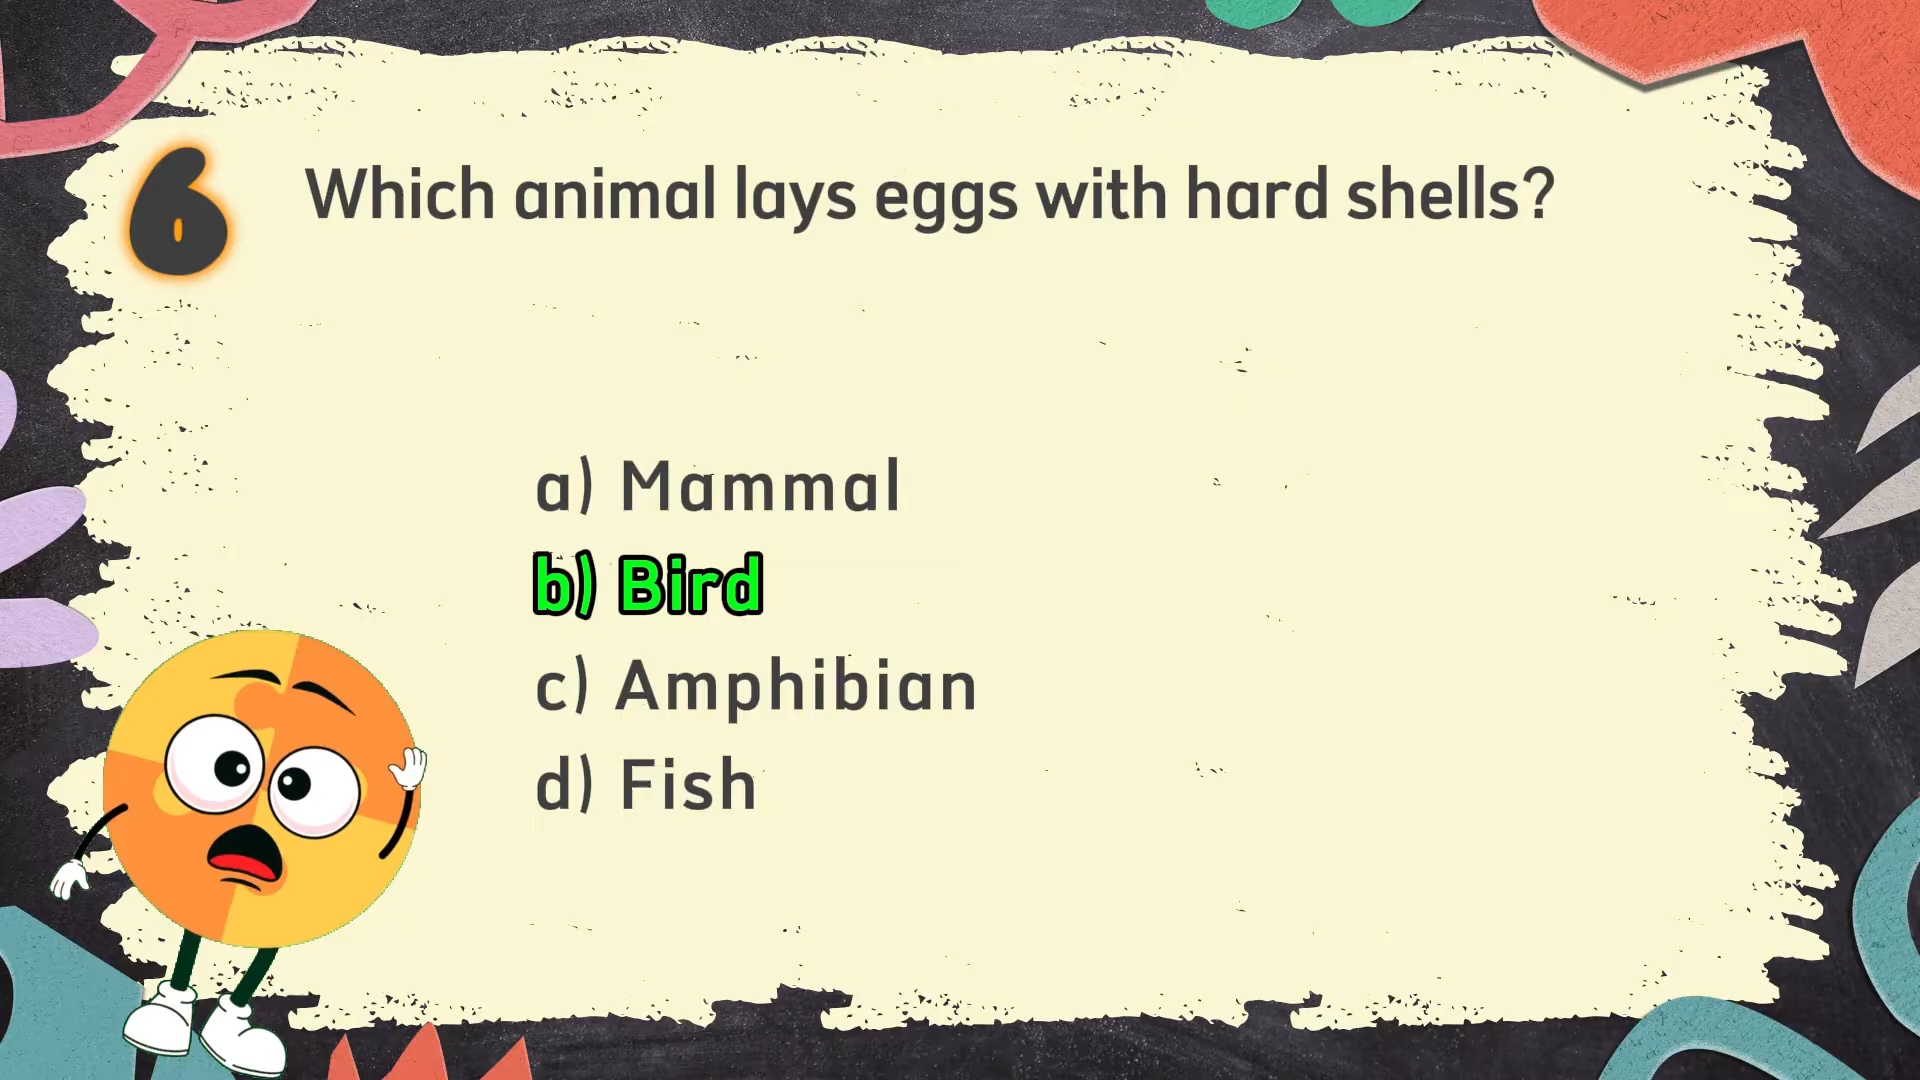 6
Which animal lays eggs with hard shells?
a) Mammal
b) Bird
c) Amphibian
d) Fish